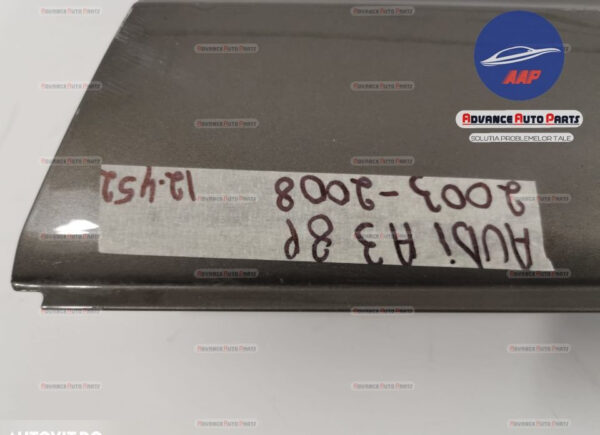 AAP
ADVANCE AUTO PARTS
SOLUTIA PROBLEMELOR TALE
AUDI A3 8P
2003-2008
12.452